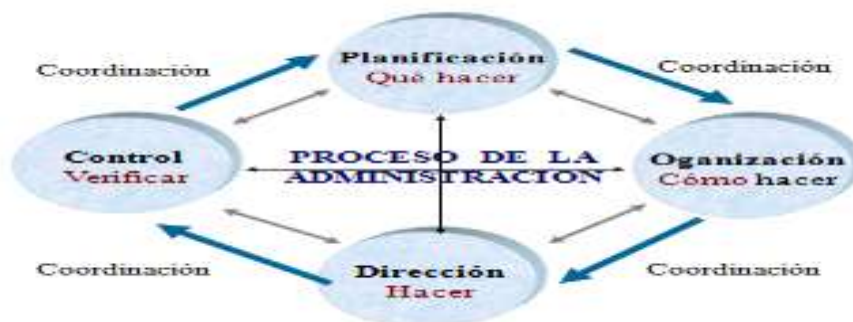 Planificación
Qué hacer
Coordinación
Coordinación
Control
Verificar
PROCESO DE LA
ADMINISTRACION
Oganización
Cómo hacer
Coordinación
Coordinación
Dirección
Hacer